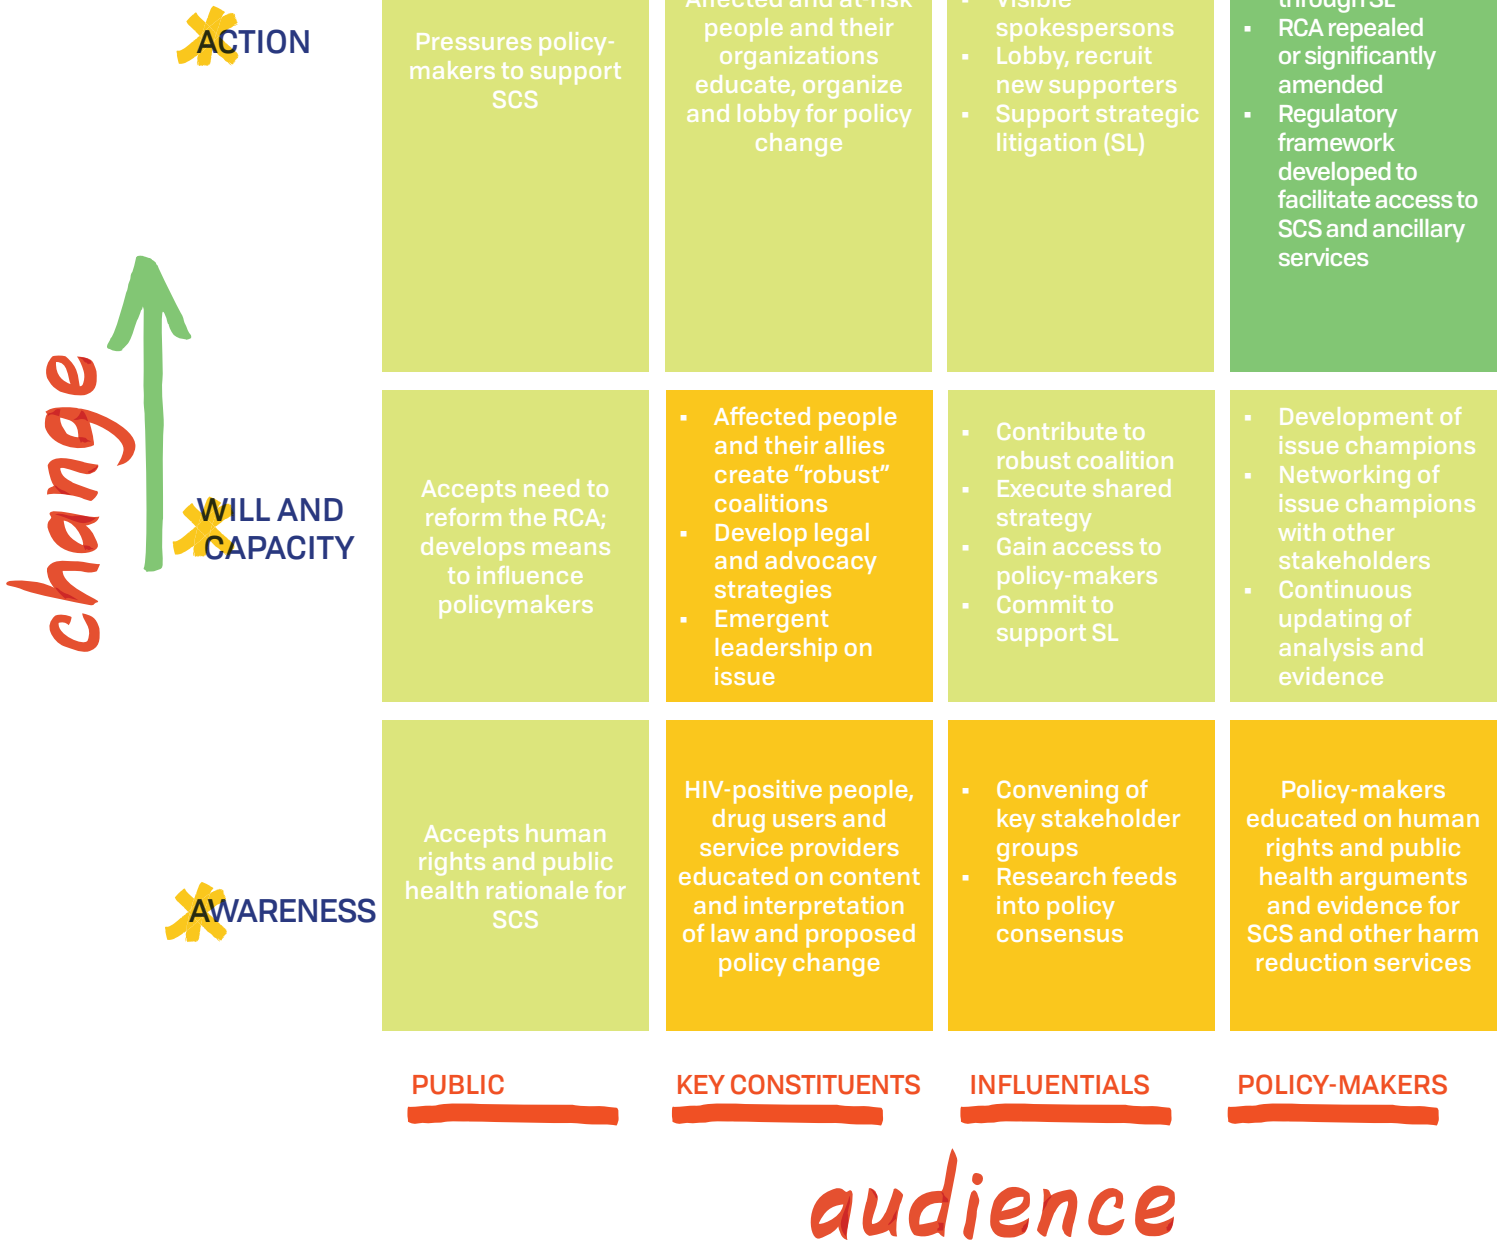 ACTION
Pressures policy-
makers to support
SCS
Affected and at-risk
people and their
organizations
educate, organize
and lobby for policy
change
▪ Visible
spokespersons
▪ Lobby, recruit
new supporters
▪ Support strategic
litigation (SL)
through SL
▪ RCA repealed
or significantly
amended
▪ Regulatory
framework
developed to
facilitate access to
SCS and ancillary
services
change
WILL AND
CAPACITY
Accepts need to
reform the RCA;
develops means
to influence
policymakers
▪ Affected people
and their allies
create “robust”
coalitions
▪ Develop legal
and advocacy
strategies
▪ Emergent
leadership on
issue
▪ Contribute to
robust coalition
▪ Execute shared
strategy
▪ Gain access to
policy-makers
▪ Commit to
support SL
▪ Development of
issue champions
▪ Networking of
issue champions
with other
stakeholders
▪ Continuous
updating of
analysis and
evidence
AWARENESS
Accepts human
rights and public
health rationale for
SCS
HIV-positive people,
drug users and
service providers
educated on content
and interpretation
of law and proposed
policy change
▪ Convening of
key stakeholder
groups
▪ Research feeds
into policy
consensus
Policy-makers
educated on human
rights and public
health arguments
and evidence for
SCS and other harm
reduction services
PUBLIC
KEY CONSTITUENTS
INFLUENTIALS
POLICY-MAKERS
audience